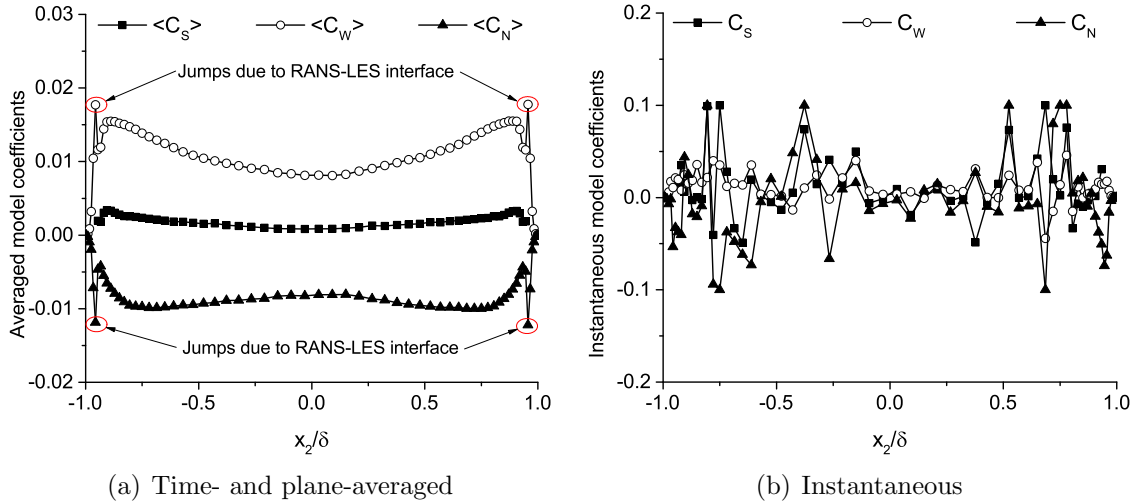 <C_S> <C_W> <C_N>
Jumps due to RANS-LES interface
Jumps due to RANS-LES interface
Averaged model coefficients
0.03
0.02
0.01
0.00
-0.01
-0.02
-1.0 -0.5 0.0 0.5 1.0
x_2/δ
(a) Time- and plane-averaged
C_S C_W C_N
Instantaneous model coefficients
0.2
0.1
0.0
-0.1
-0.2
-1.0 -0.5 0.0 0.5 1.0
x_2/δ
(b) Instantaneous